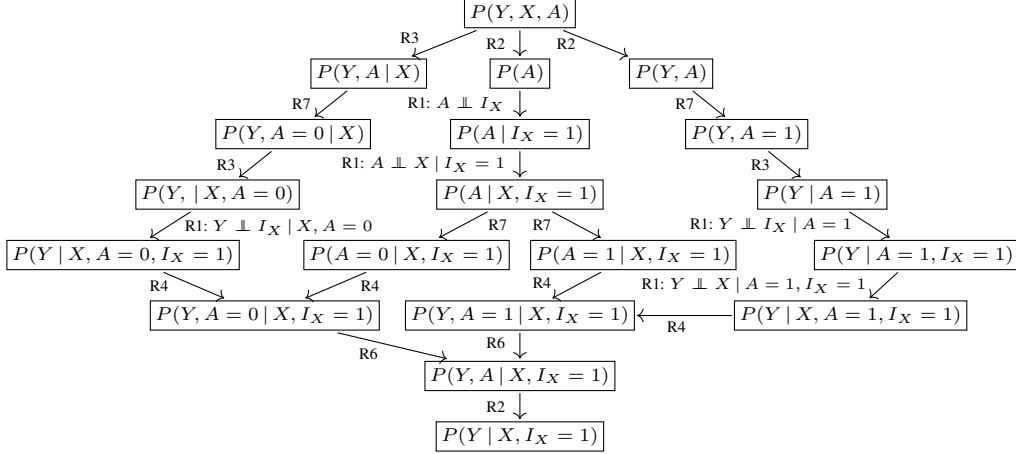 P(Y, X, A)
R3 R2 R2
P(Y, A | X) P(A) P(Y, A)
R7 R1: A ⫫ I_X R7
P(Y, A = 0 | X) P(A | I_X = 1) P(Y, A = 1)
R3 R1: A ⫫ X | I_X = 1 R3
P(Y, | X, A = 0) P(A | X, I_X = 1) P(Y | A = 1)
R1: Y ⫫ I_X | X, A = 0 R7 R7 R1: Y ⫫ I_X | A = 1
P(Y | X, A = 0, I_X = 1) P(A = 0 | X, I_X = 1) P(A = 1 | X, I_X = 1) P(Y | A = 1, I_X = 1)
R4 R4 R4 R1: Y ⫫ X | A = 1, I_X = 1
P(Y, A = 0 | X, I_X = 1) P(Y, A = 1 | X, I_X = 1) R4 P(Y | X, A = 1, I_X = 1)
R6 R6
P(Y, A | X, I_X = 1)
R2
P(Y | X, I_X = 1)